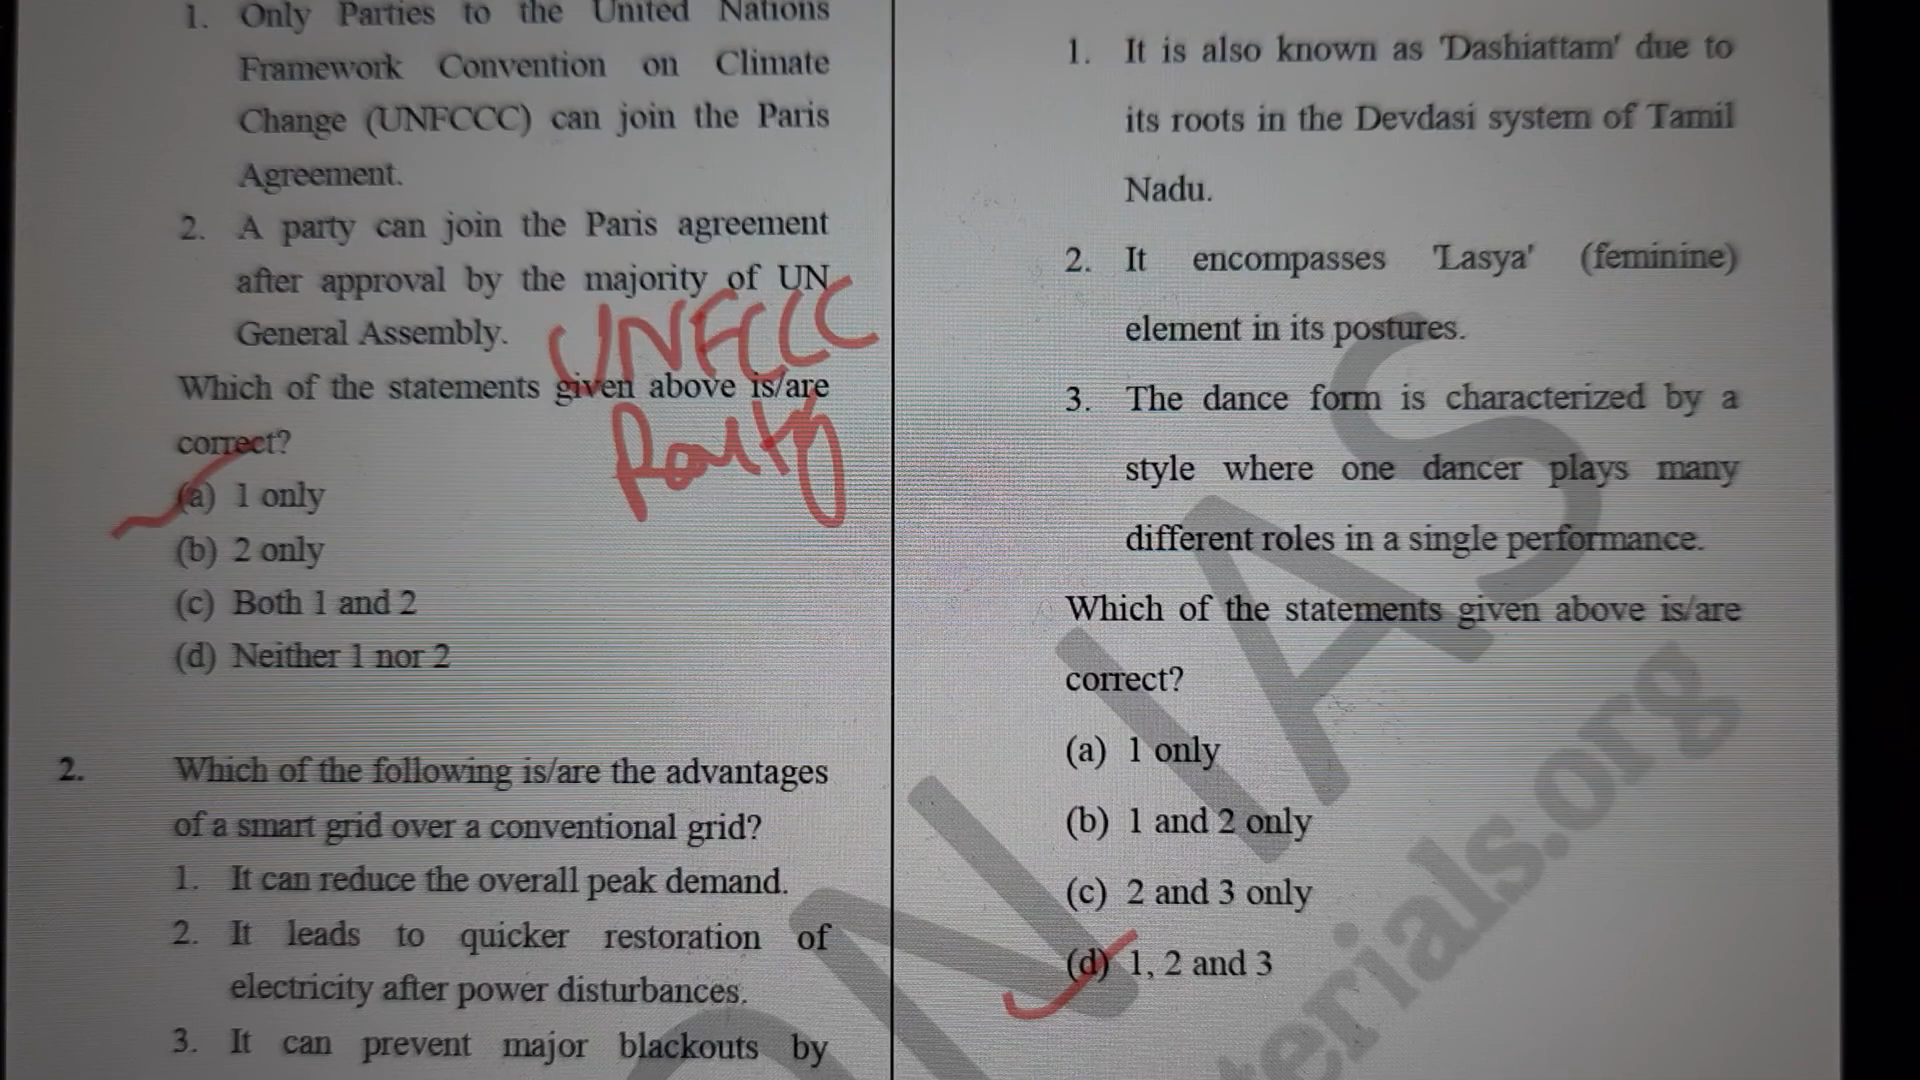 1. Only Parties to the United Nations
Framework Convention on Climate
Change (UNFCCC) can join the Paris
Agreement.
2. A party can join the Paris agreement
after approval by the majority of UN
General Assembly.
UNFCCC
Party
Which of the statements given above is/are
correct?
(a) 1 only
(b) 2 only
(c) Both 1 and 2
(d) Neither 1 nor 2
2. Which of the following is/are the advantages
of a smart grid over a conventional grid?
1. It can reduce the overall peak demand.
2. It leads to quicker restoration of
electricity after power disturbances.
3. It can prevent major blackouts by
1. It is also known as 'Dashiattam' due to
its roots in the Devdasi system of Tamil
Nadu.
2. It encompasses 'Lasya' (feminine)
element in its postures.
3. The dance form is characterized by a
style where one dancer plays many
different roles in a single performance.
Which of the statements given above is/are
correct?
(a) 1 only
(b) 1 and 2 only
(c) 2 and 3 only
(d) 1, 2 and 3
ON IAS
terials.org